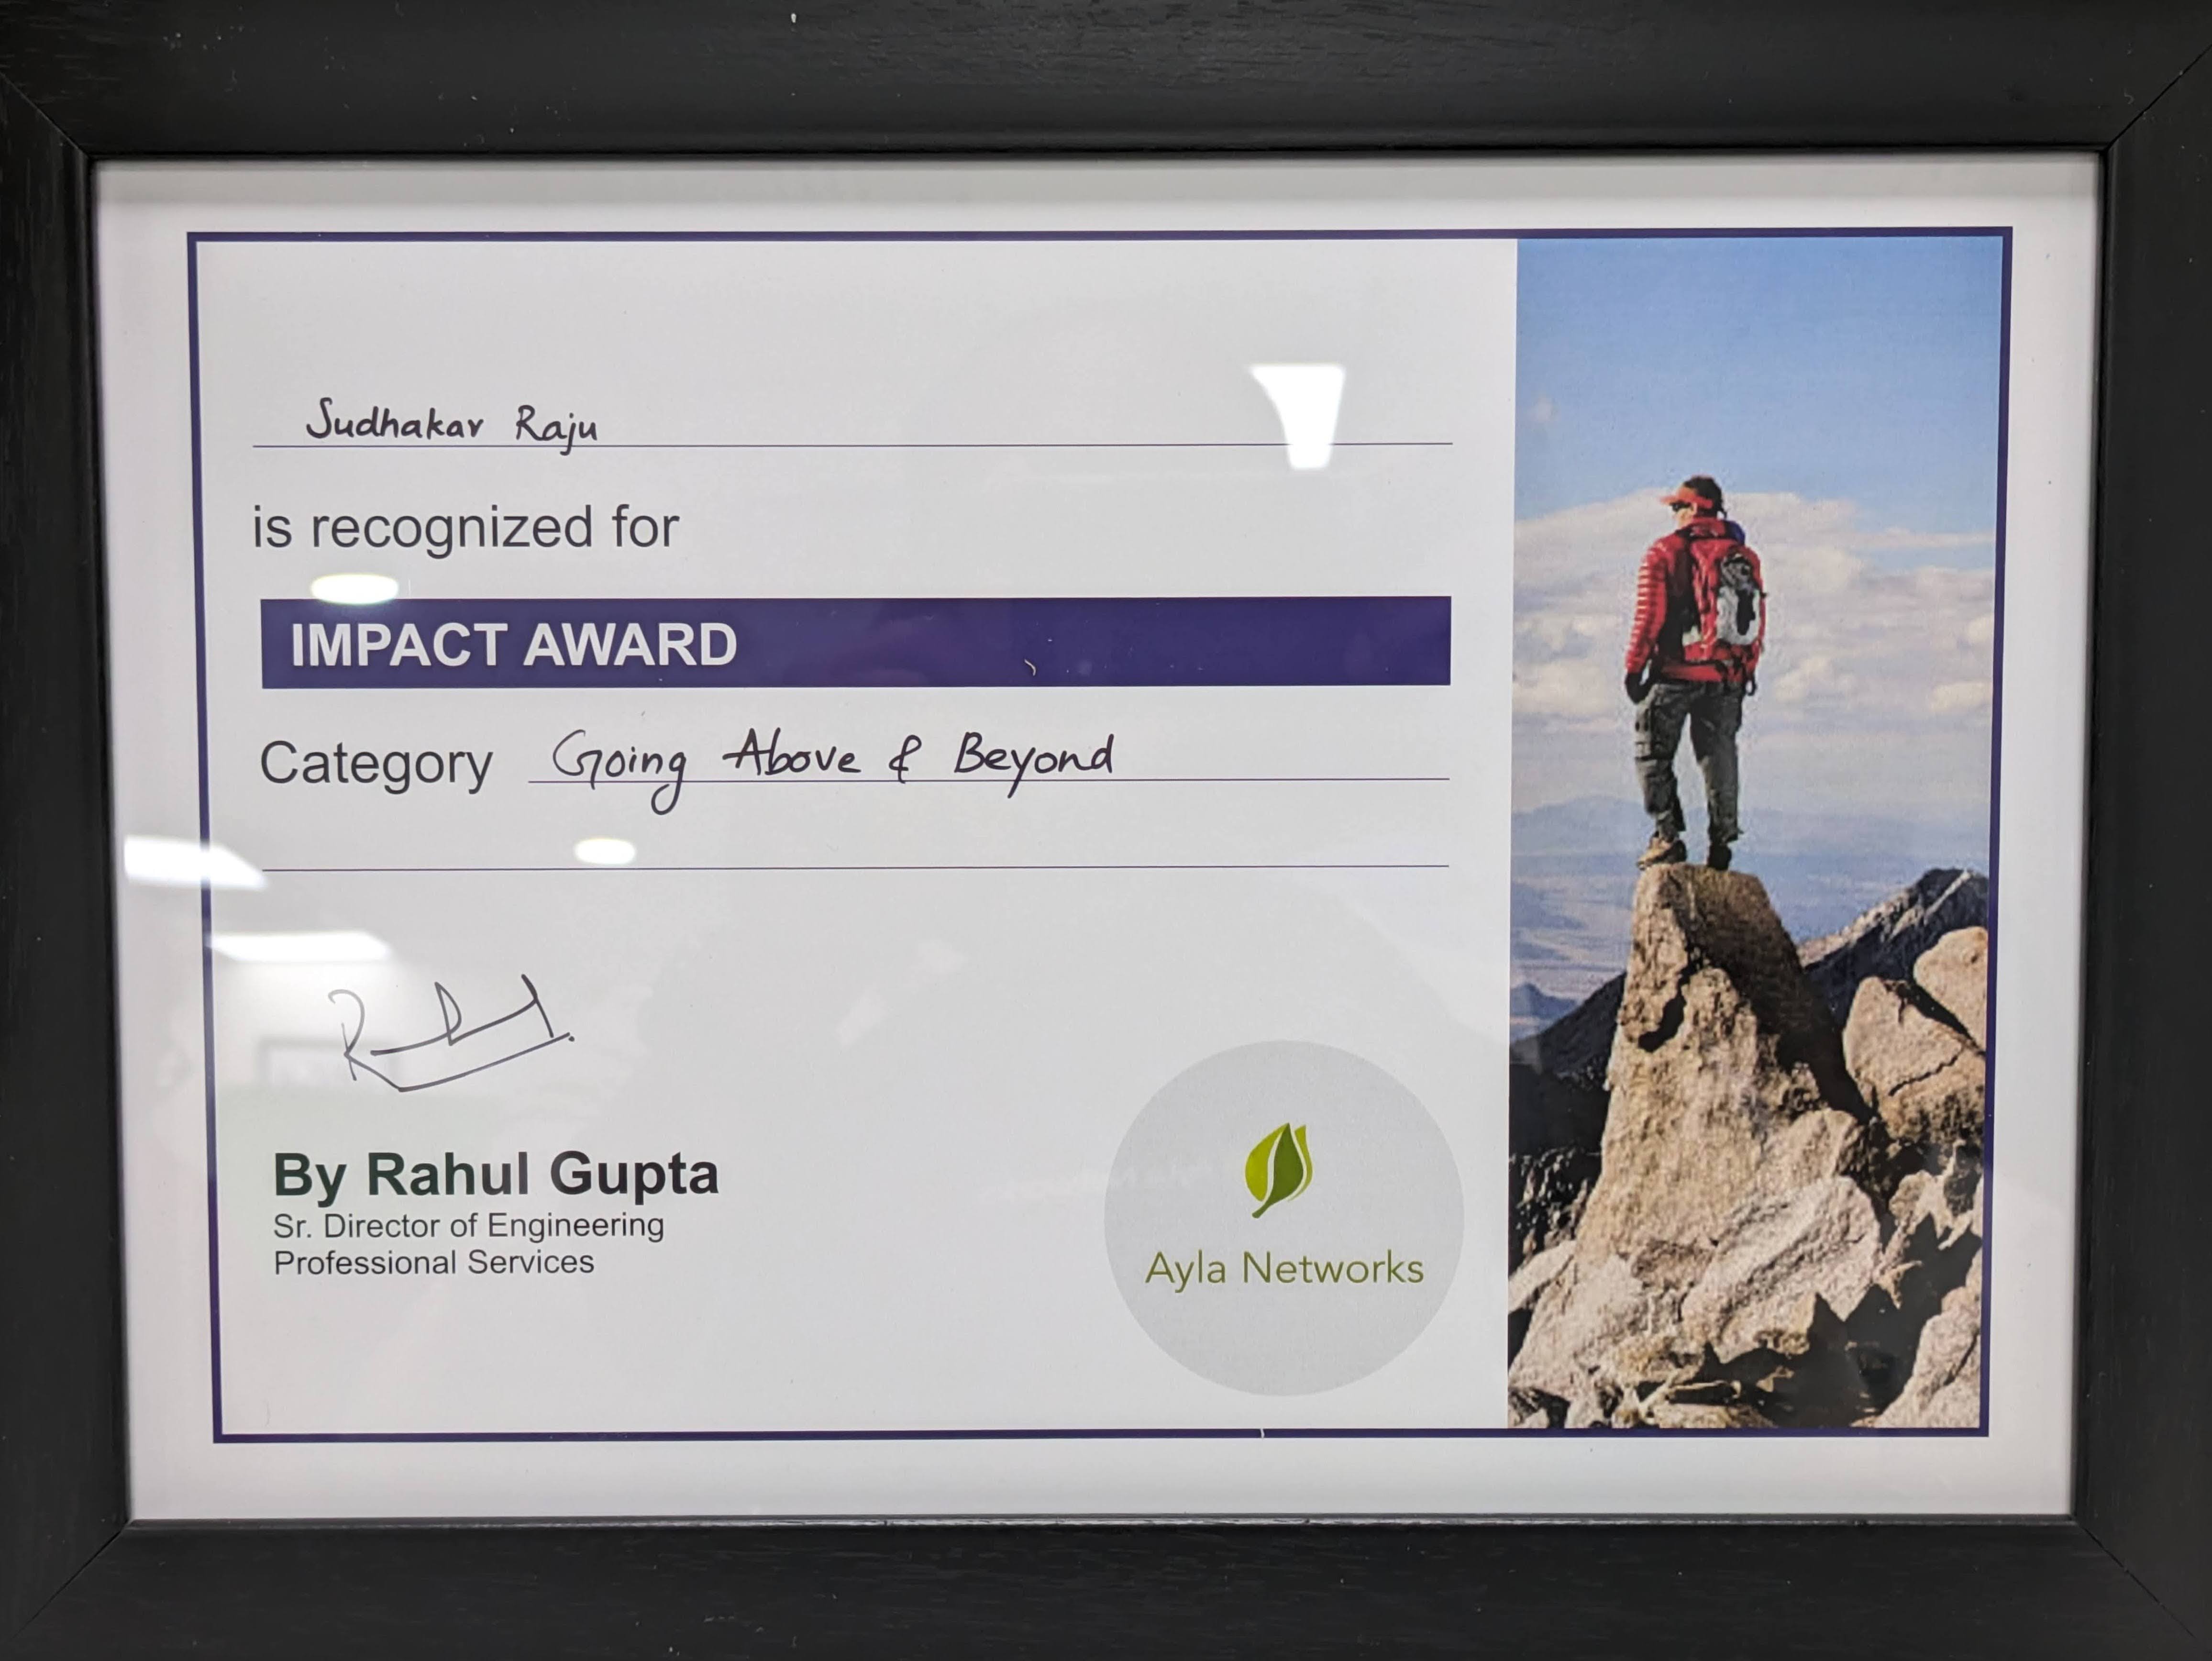 Sudhakar Raju
is recognized for
IMPACT AWARD
Category Going Above & Beyond
By Rahul Gupta
Sr. Director of Engineering
Professional Services
Ayla Networks